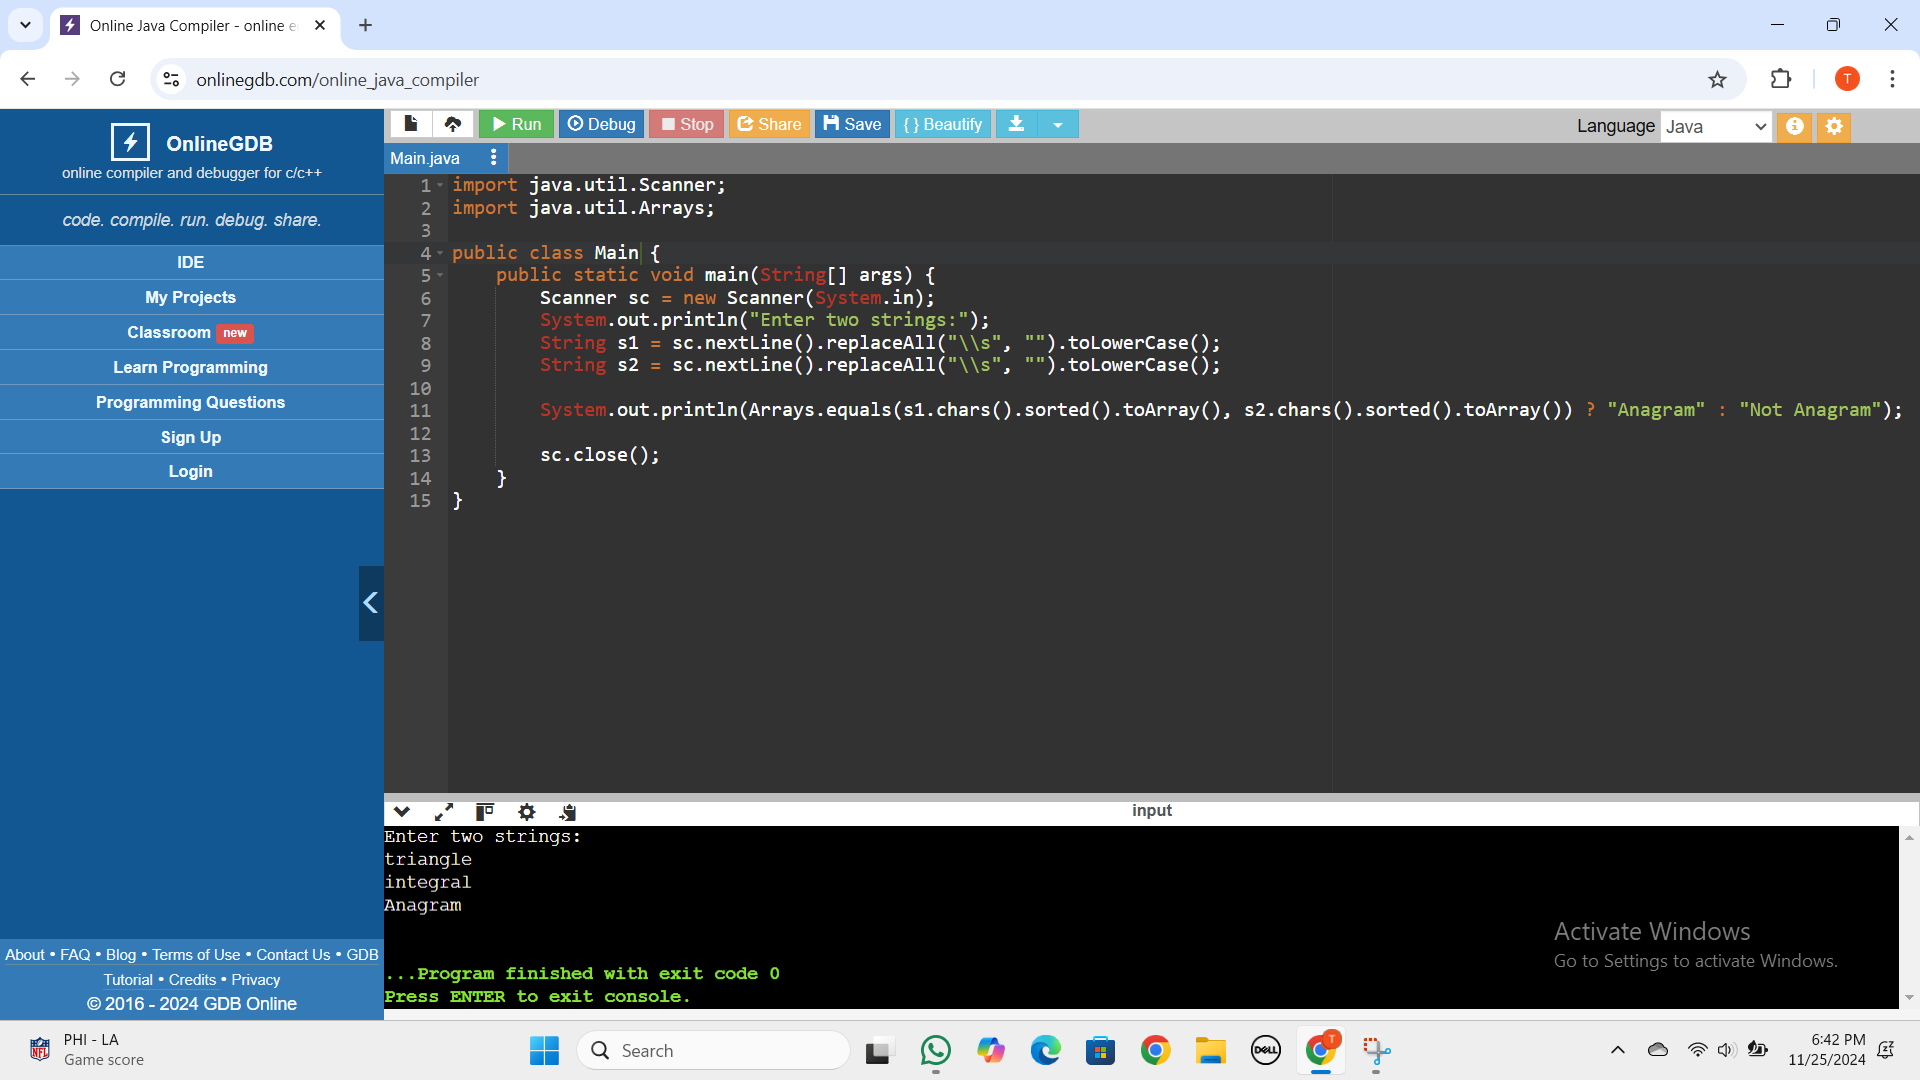 Online Java Compiler - online e
onlinegdb.com/online_java_compiler
T
OnlineGDB
online compiler and debugger for c/c++
code. compile. run. debug. share.
IDE
My Projects
Classroom new
Learn Programming
Programming Questions
Sign Up
Login
About • FAQ • Blog • Terms of Use • Contact Us • GDB
Tutorial • Credits • Privacy
© 2016 - 2024 GDB Online
Run Debug Stop Share Save { } Beautify
Language Java
Main.java
1 import java.util.Scanner;
2 import java.util.Arrays;
3
4 public class Main {
5 public static void main(String[] args) {
6 Scanner sc = new Scanner(System.in);
7 System.out.println("Enter two strings:");
8 String s1 = sc.nextLine().replaceAll("\\s", "").toLowerCase();
9 String s2 = sc.nextLine().replaceAll("\\s", "").toLowerCase();
10
11 System.out.println(Arrays.equals(s1.chars().sorted().toArray(), s2.chars().sorted().toArray()) ? "Anagram" : "Not Anagram");
12
13 sc.close();
14 }
15 }
input
Enter two strings:
triangle
integral
Anagram
...Program finished with exit code 0
Press ENTER to exit console.
Activate Windows
Go to Settings to activate Windows.
NFL
PHI - LA
Game score
Search
DELL
T
6:42 PM
11/25/2024